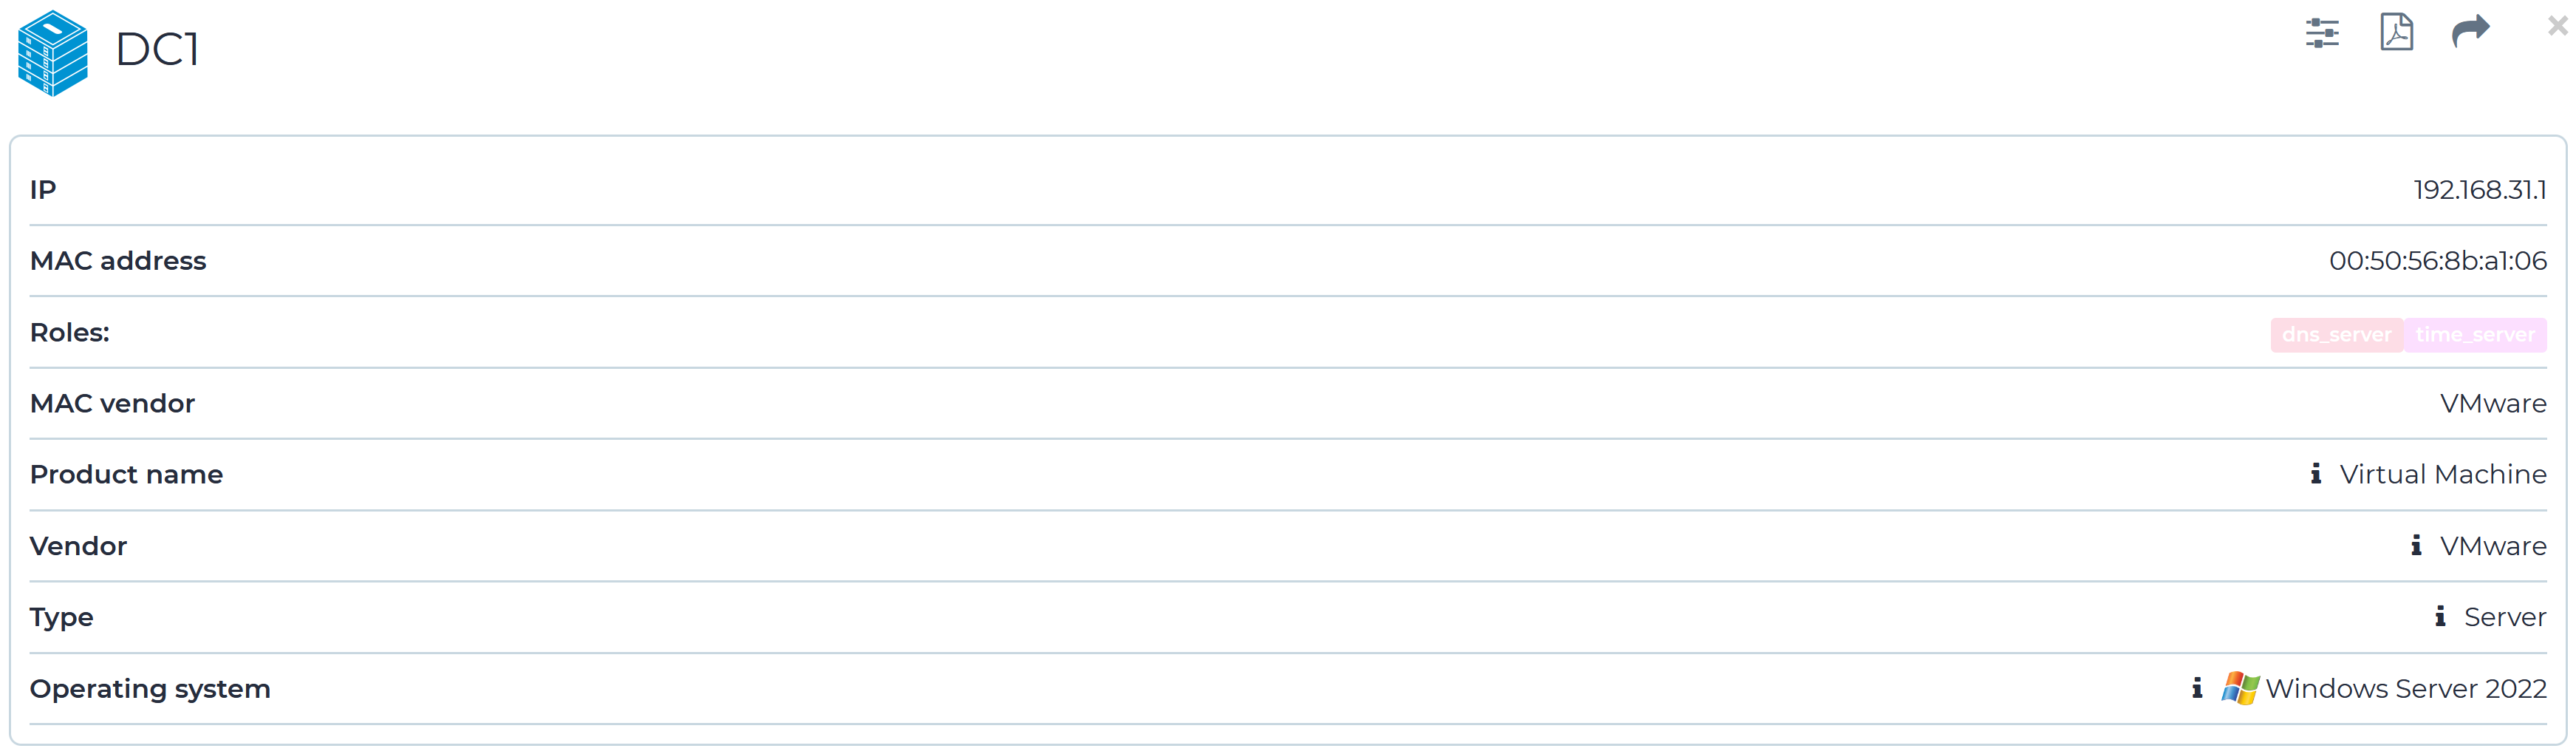 DC1
IP 192.168.31.1
MAC address 00:50:56:8b:a1:06
Roles: dns_server time_server
MAC vendor VMware
Product name Virtual Machine
Vendor VMware
Type Server
Operating system Windows Server 2022